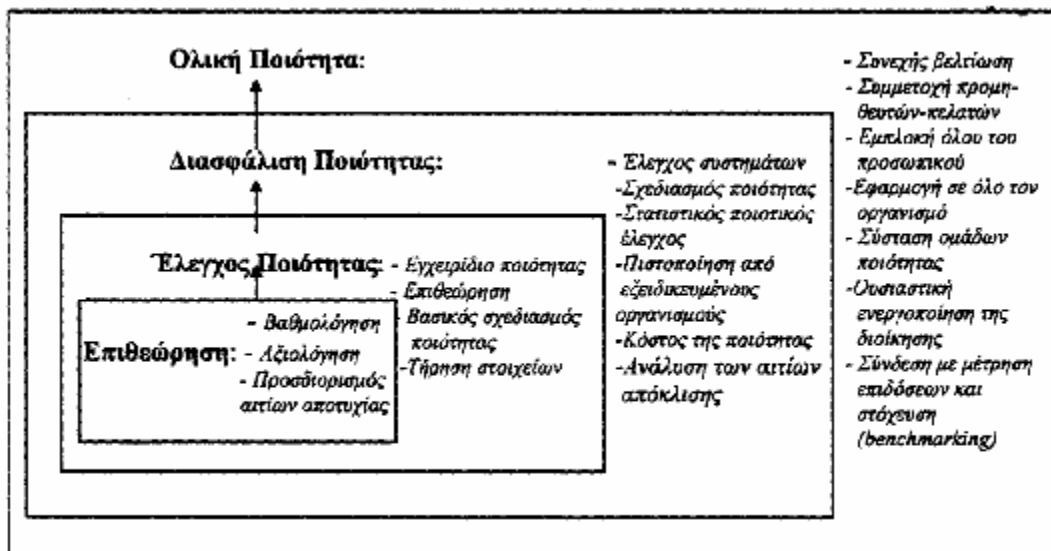 Ολική Ποιότητα:
- Συνεχής βελτίωση
- Συμμετοχή προμη-
θευτών-πελατών
- Εμπλοκή όλου του
προσωπικού
-Εφαρμογή σε όλο τον
οργανισμό
- Σύσταση ομάδων
ποιότητας
-Ουσιαστική
ενεργοποίηση της
διοίκησης
- Σύνδεση με μέτρηση
επιδόσεων και
στόχευση
(benchmarking)
Διασφάλιση Ποιότητας:
- Έλεγχος συστημάτων
-Σχεδιασμός ποιότητας
-Στατιστικός ποιοτικός
έλεγχος
-Πιστοποίηση από
εξειδικευμένους
οργανισμούς
-Κόστος της ποιότητας
-Ανάλυση των αιτίων
απόκλισης
Έλεγχος Ποιότητας:
- Εγχειρίδιο ποιότητας
-Επιθεώρηση
-Βασικός σχεδιασμός
ποιότητας
-Τήρηση στοιχείων
Επιθεώρηση:
- Βαθμολόγηση
- Αξιολόγηση
- Προσδιορισμός
αιτίων αποτυχίας